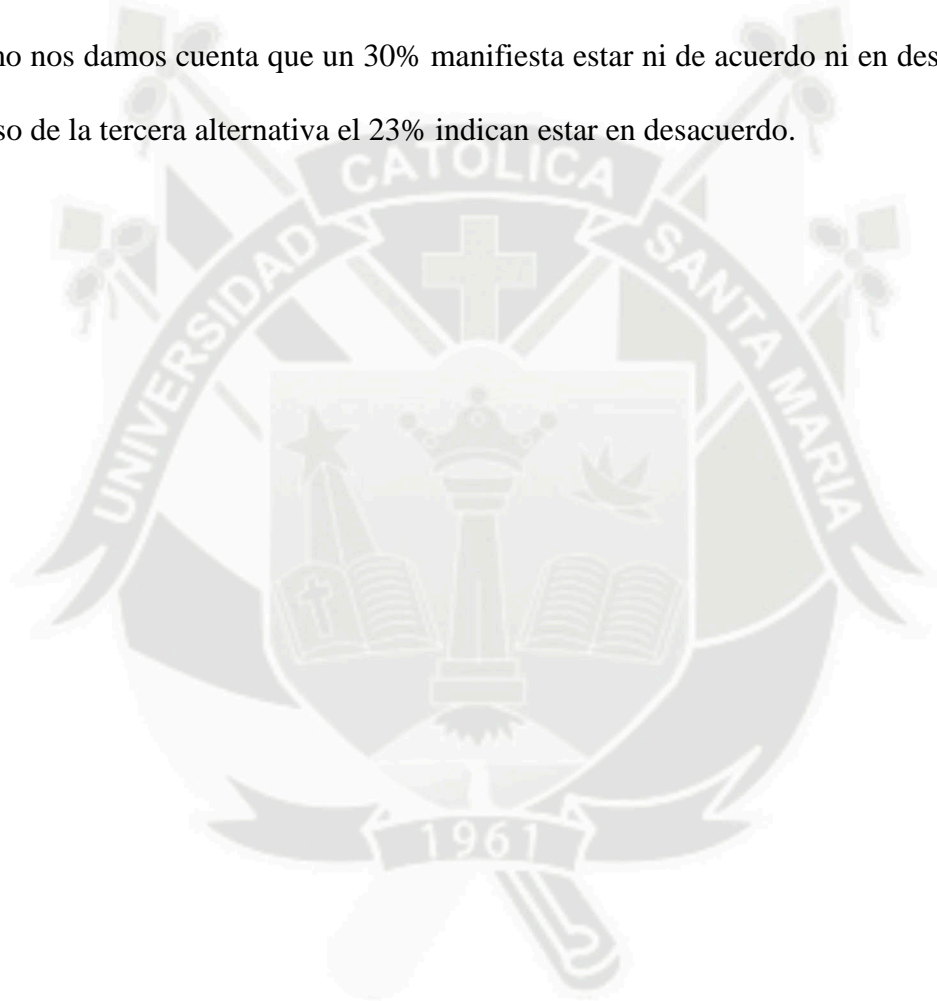 no nos damos cuenta que un 30% manifiesta estar ni de acuerdo ni en des
so de la tercera alternativa el 23% indican estar en desacuerdo.
UNIVERSIDAD CATOLICA SANTA MARIA
1961